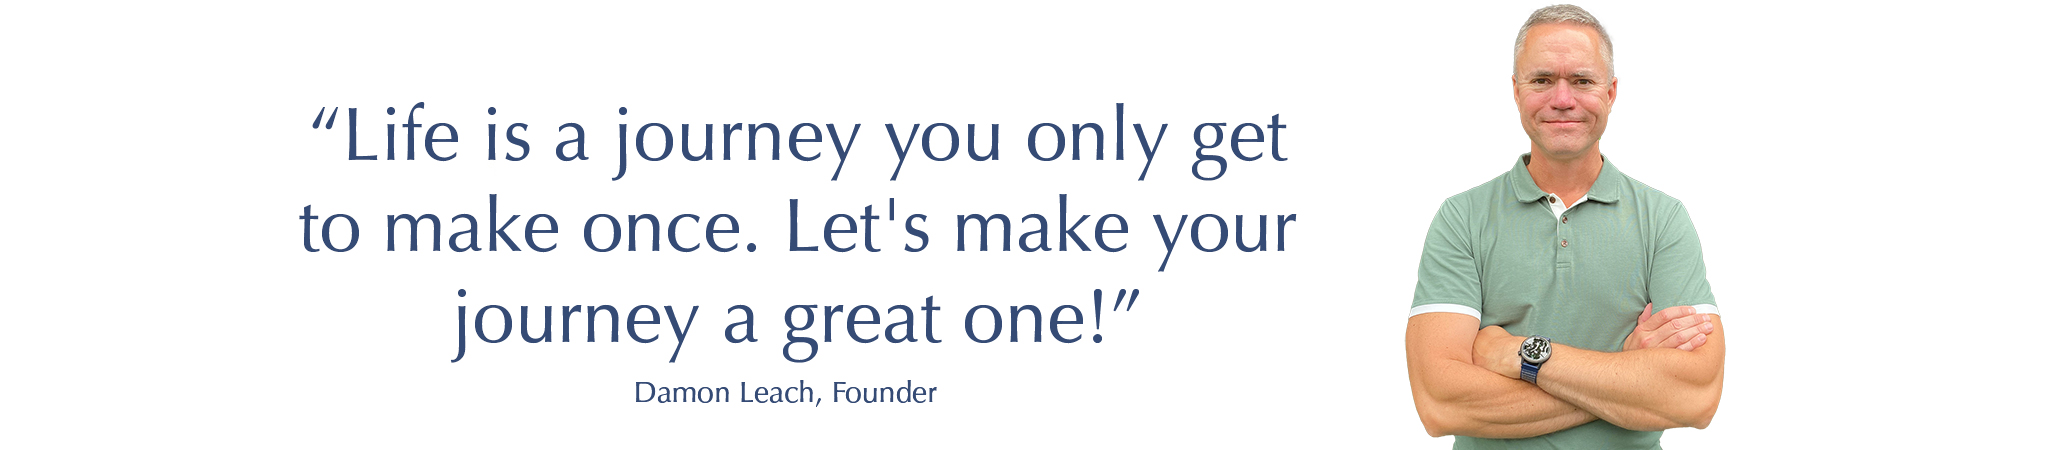 “Life is a journey you only get
to make once. Let's make your
journey a great one!”
Damon Leach, Founder